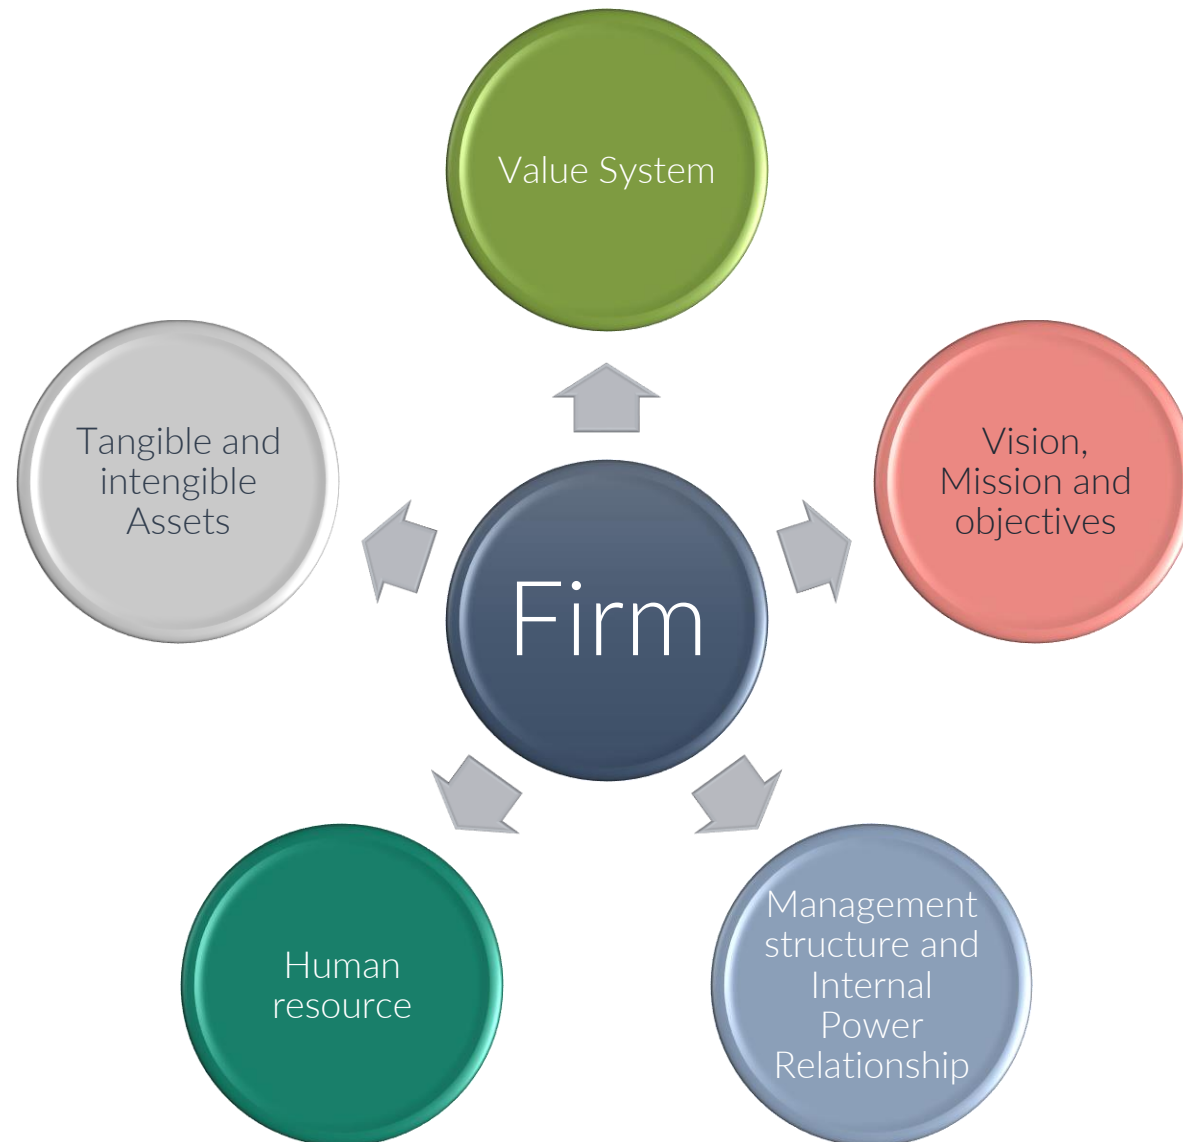 Value System
Tangible and
intengible
Assets
Vision,
Mission and
objectives
Firm
Human
resource
Management
structure and
Internal
Power
Relationship